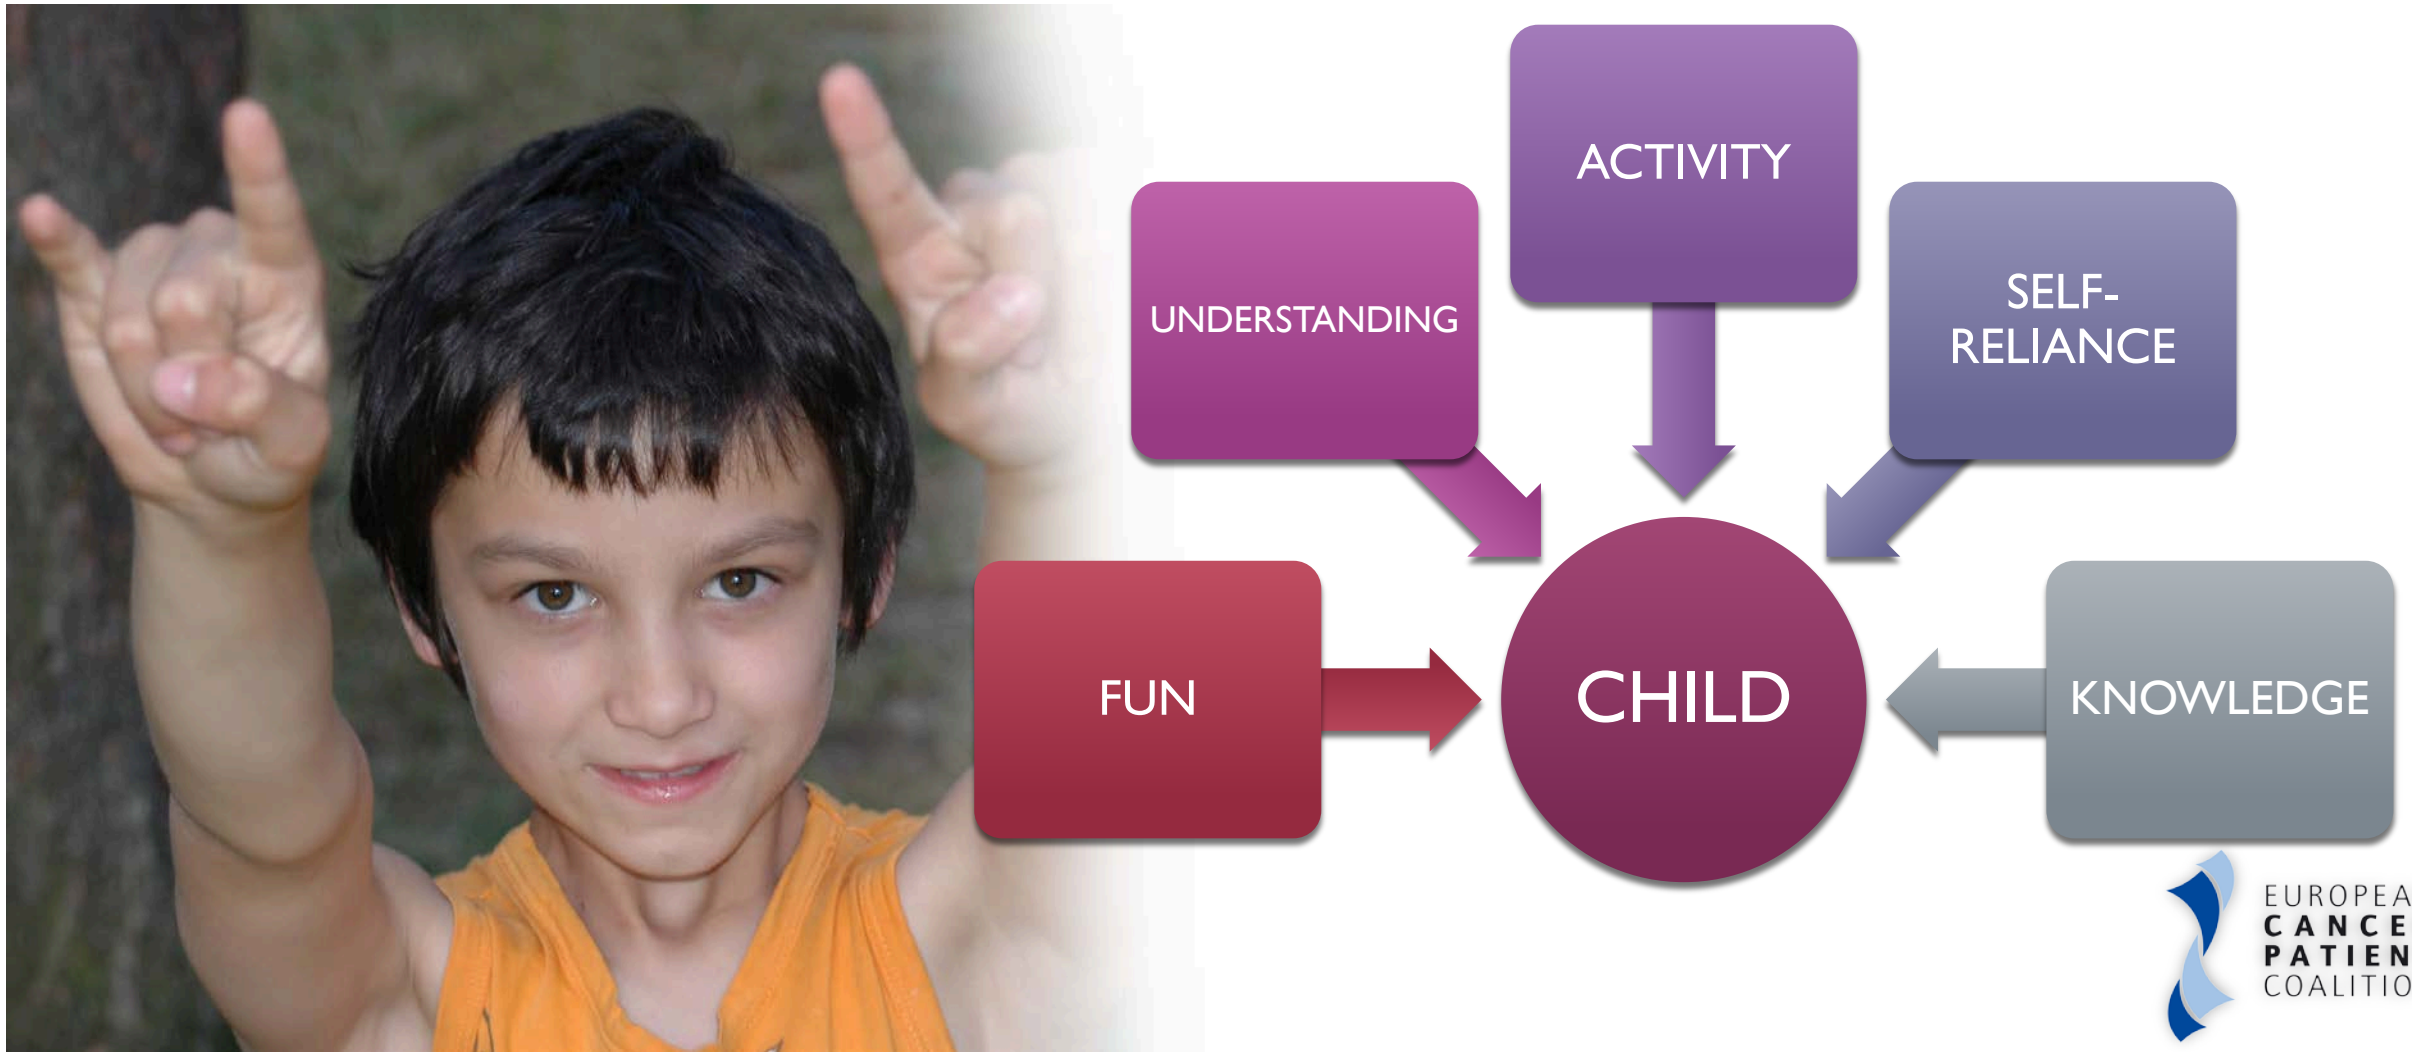 ACTIVITY
UNDERSTANDING
SELF-
RELIANCE
FUN
CHILD
KNOWLEDGE
EUROPEA
CANCE
PATIEN
COALITIO